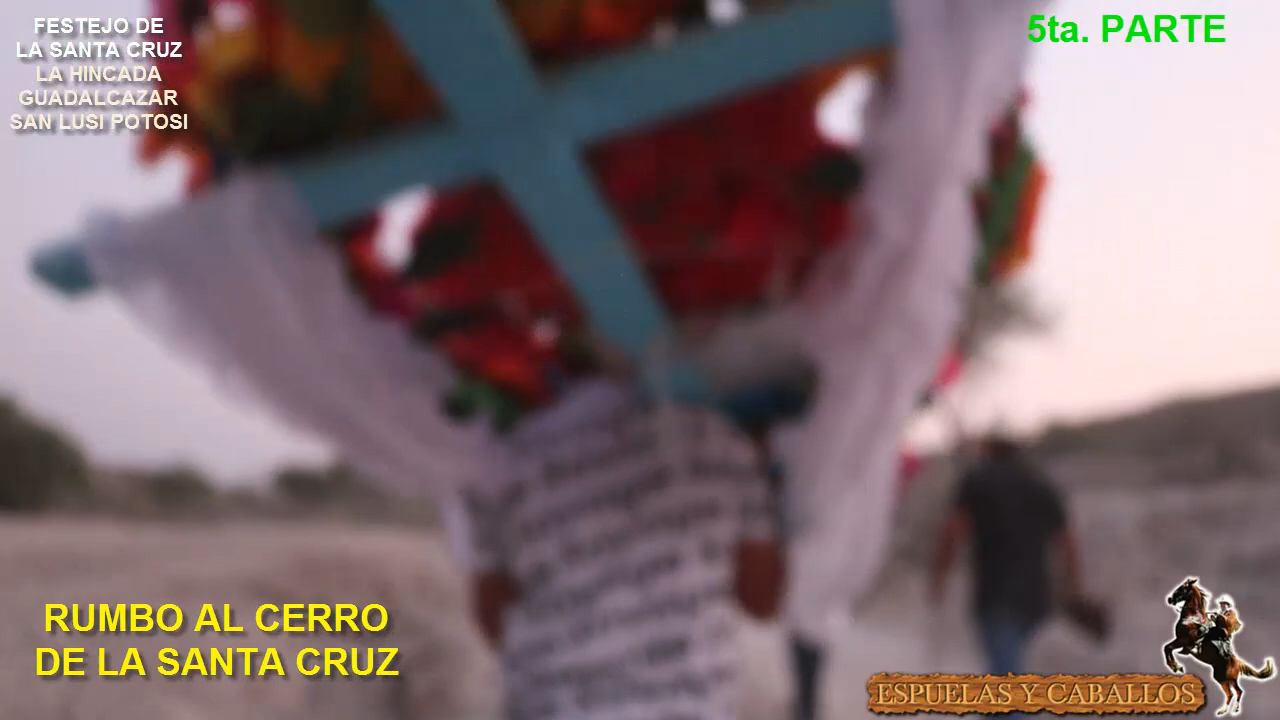 FESTEJO DE
LA SANTA CRUZ
LA HINCADA
GUADALCAZAR
SAN LUSI POTOSI
5ta. PARTE
RUMBO AL CERRO
DE LA SANTA CRUZ
ESPUELAS Y CABALLOS